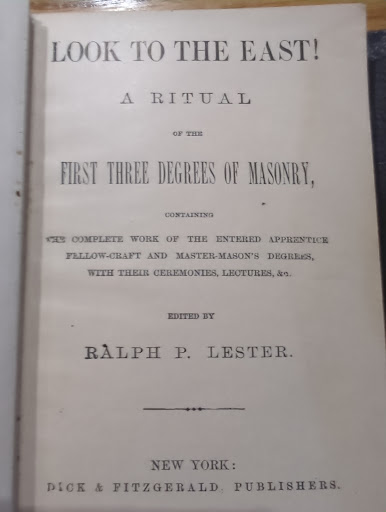 LOOK TO THE EAST!
A RITUAL
OF THE
FIRST THREE DEGREES OF MASONRY,
CONTAINING
THE COMPLETE WORK OF THE ENTERED APPRENTICE
FELLOW-CRAFT AND MASTER-MASON'S DEGREES,
WITH THEIR CEREMONIES, LECTURES, &c.
EDITED BY
RALPH P. LESTER.
NEW YORK:
DICK & FITZGERALD PUBLISHERS.